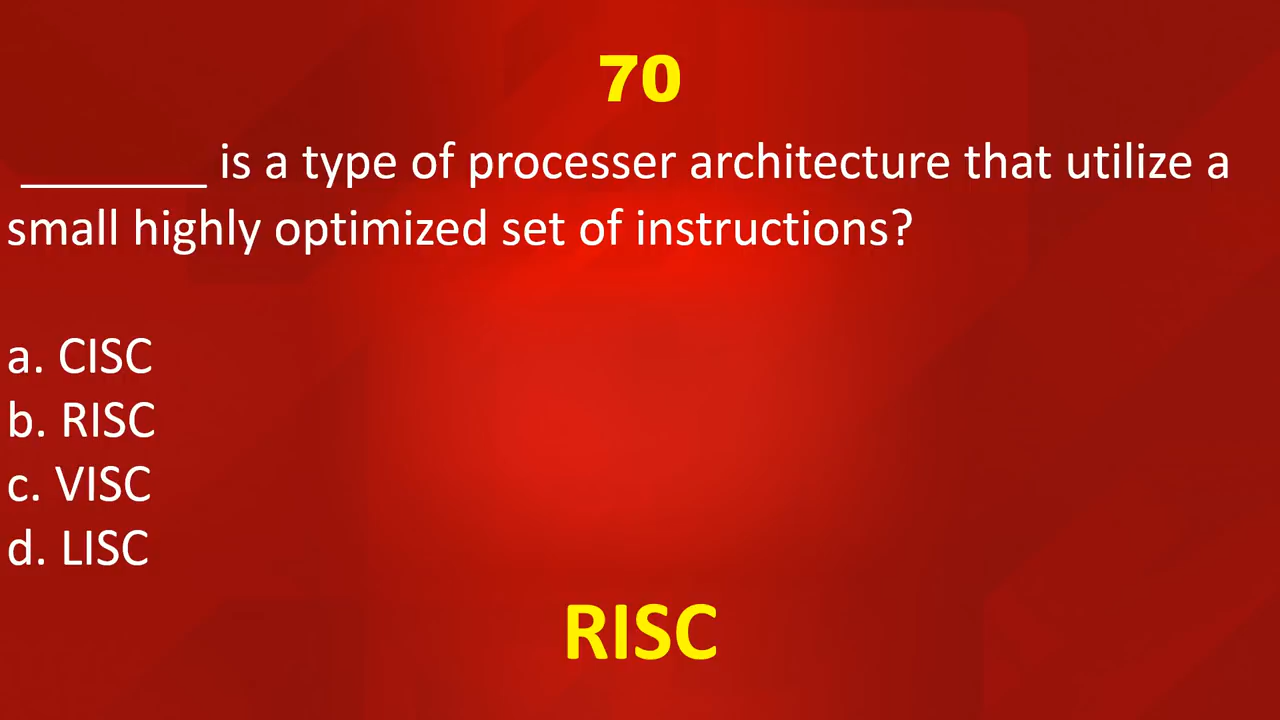 70
_______ is a type of processer architecture that utilize a
small highly optimized set of instructions?
a. CISC
b. RISC
c. VISC
d. LISC
RISC